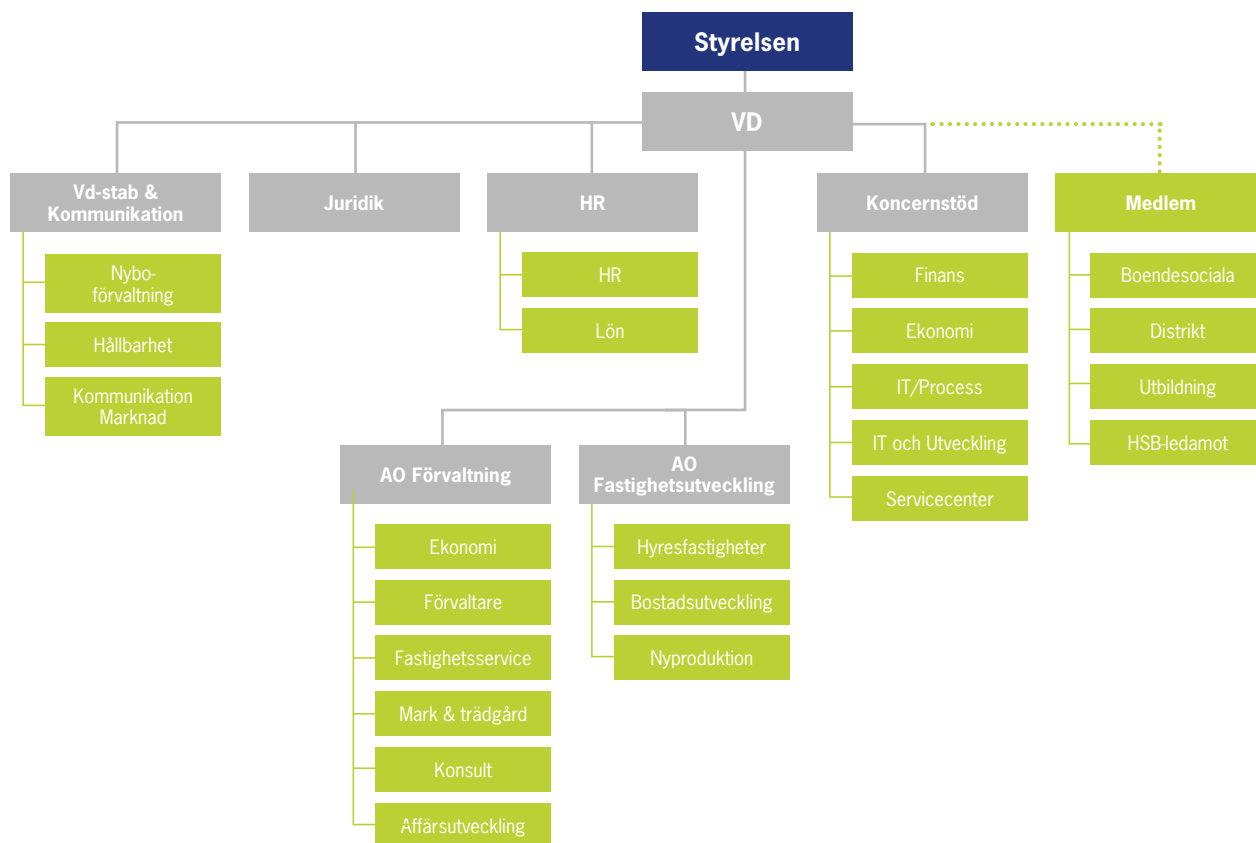 Styrelsen
VD
Vd-stab &
Kommunikation
Nybo-
förvaltning
Hållbarhet
Kommunikation
Marknad
Juridik
HR
HR
Lön
Koncernstöd
Finans
Ekonomi
IT/Process
IT och Utveckling
Servicecenter
Medlem
Boendesociala
Distrikt
Utbildning
HSB-ledamot
AO Förvaltning
Ekonomi
Förvaltare
Fastighetsservice
Mark & trädgård
Konsult
Affärsutveckling
AO
Fastighetsutveckling
Hyresfastigheter
Bostadsutveckling
Nyproduktion